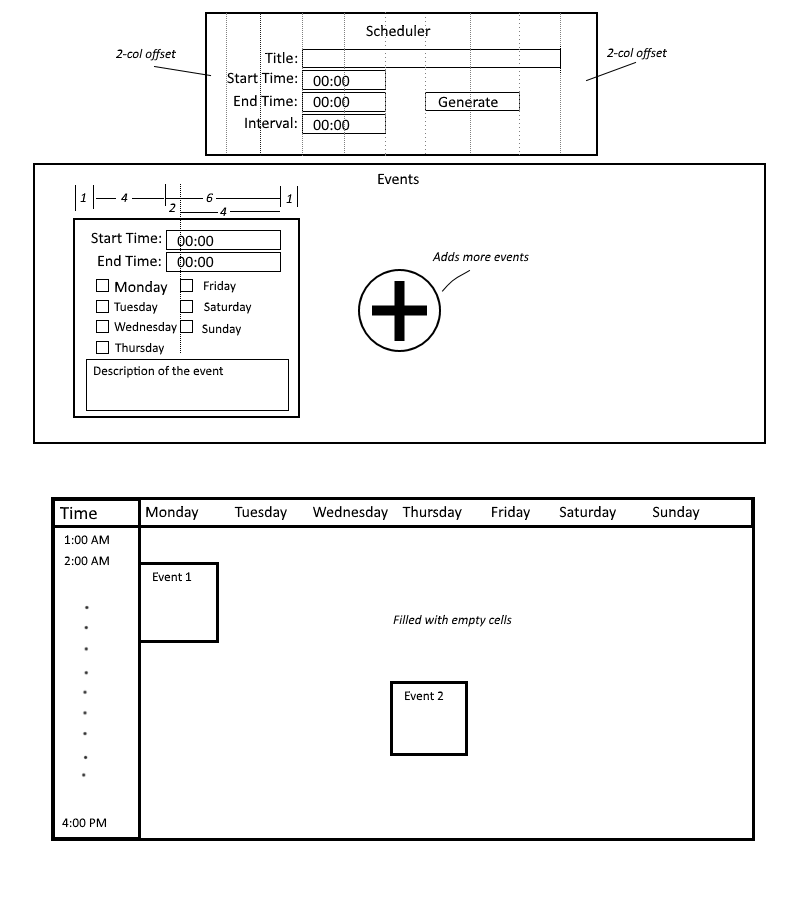 Scheduler
2-col offset
2-col offset
Title:
Start Time: 00:00
End Time: 00:00 Generate
Interval: 00:00
Events
1 4 6 1
2 4
Start Time: 00:00
End Time: 00:00
Adds more events
Monday Friday
Tuesday Saturday
Wednesday Sunday
Thursday
Description of the event
Time Monday Tuesday Wednesday Thursday Friday Saturday Sunday
1:00 AM
2:00 AM
Event 1
Filled with empty cells
Event 2
4:00 PM